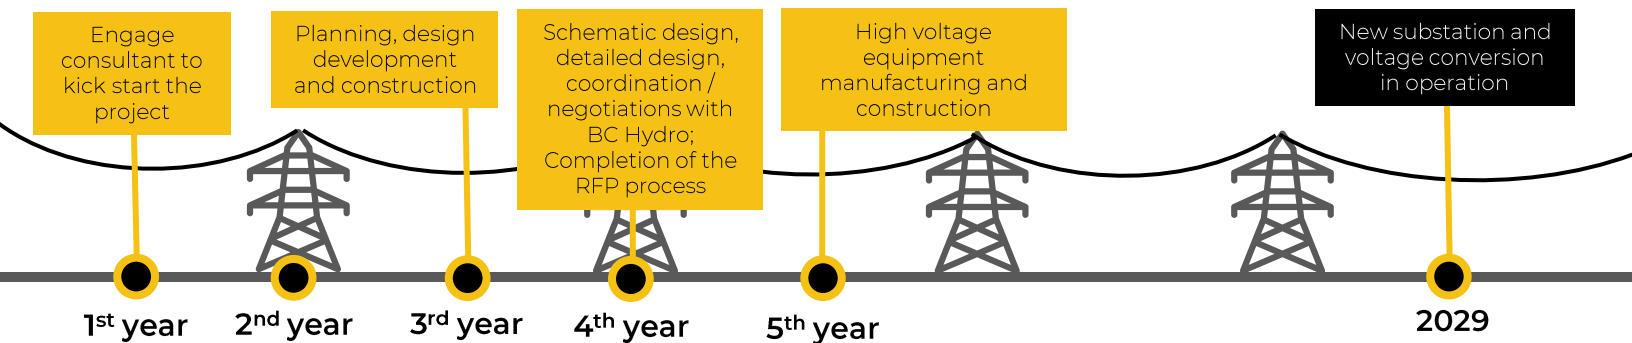 Engage
consultant to
kick start the
project
Planning, design
development
and construction
Schematic design,
detailed design,
coordination /
negotiations with
BC Hydro;
Completion of the
RFP process
High voltage
equipment
manufacturing and
construction
New substation and
voltage conversion
in operation
1st year
2nd year
3rd year
4th year
5th year
2029